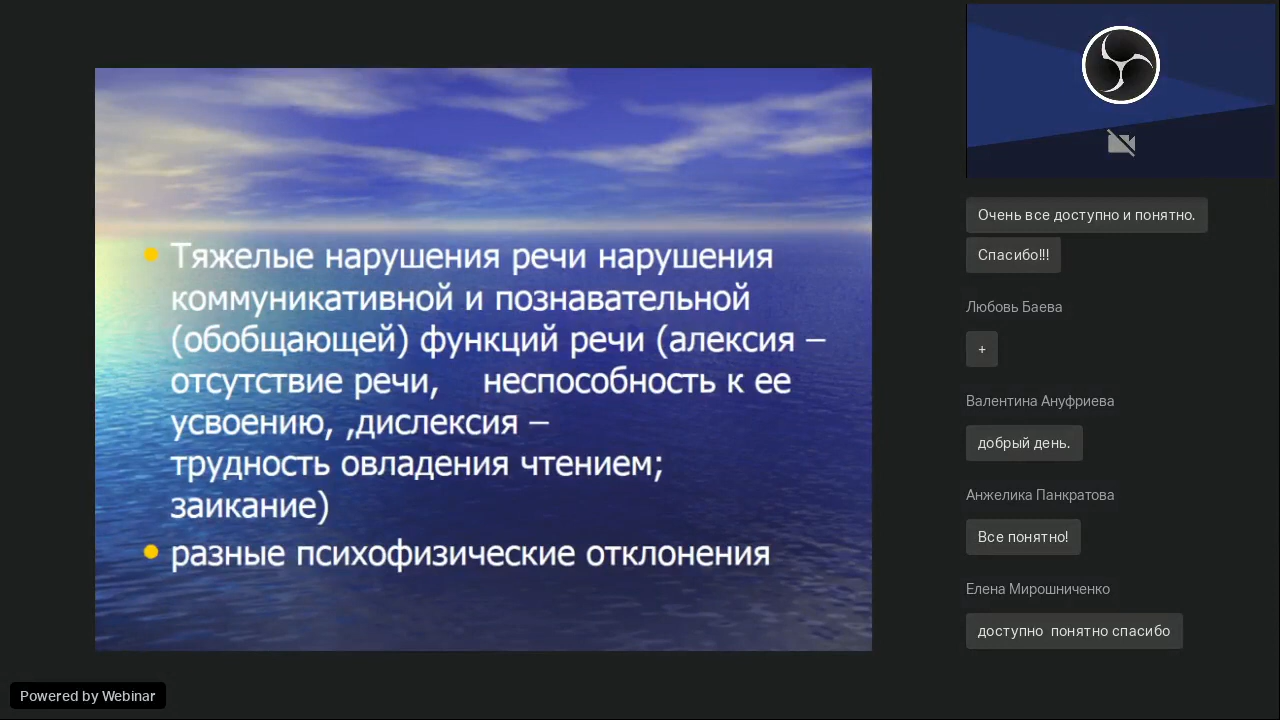 Тяжелые нарушения речи нарушения
коммуникативной и познавательной
(обобщающей) функций речи (алексия –
отсутствие речи, неспособность к ее
усвоению, ,дислексия –
трудность овладения чтением;
заикание)
разные психофизические отклонения
Очень все доступно и понятно.
Спасибо!!!
Любовь Баева
+
Валентина Ануфриева
добрый день.
Анжелика Панкратова
Все понятно!
Елена Мирошниченко
доступно понятно спасибо
Powered by Webinar